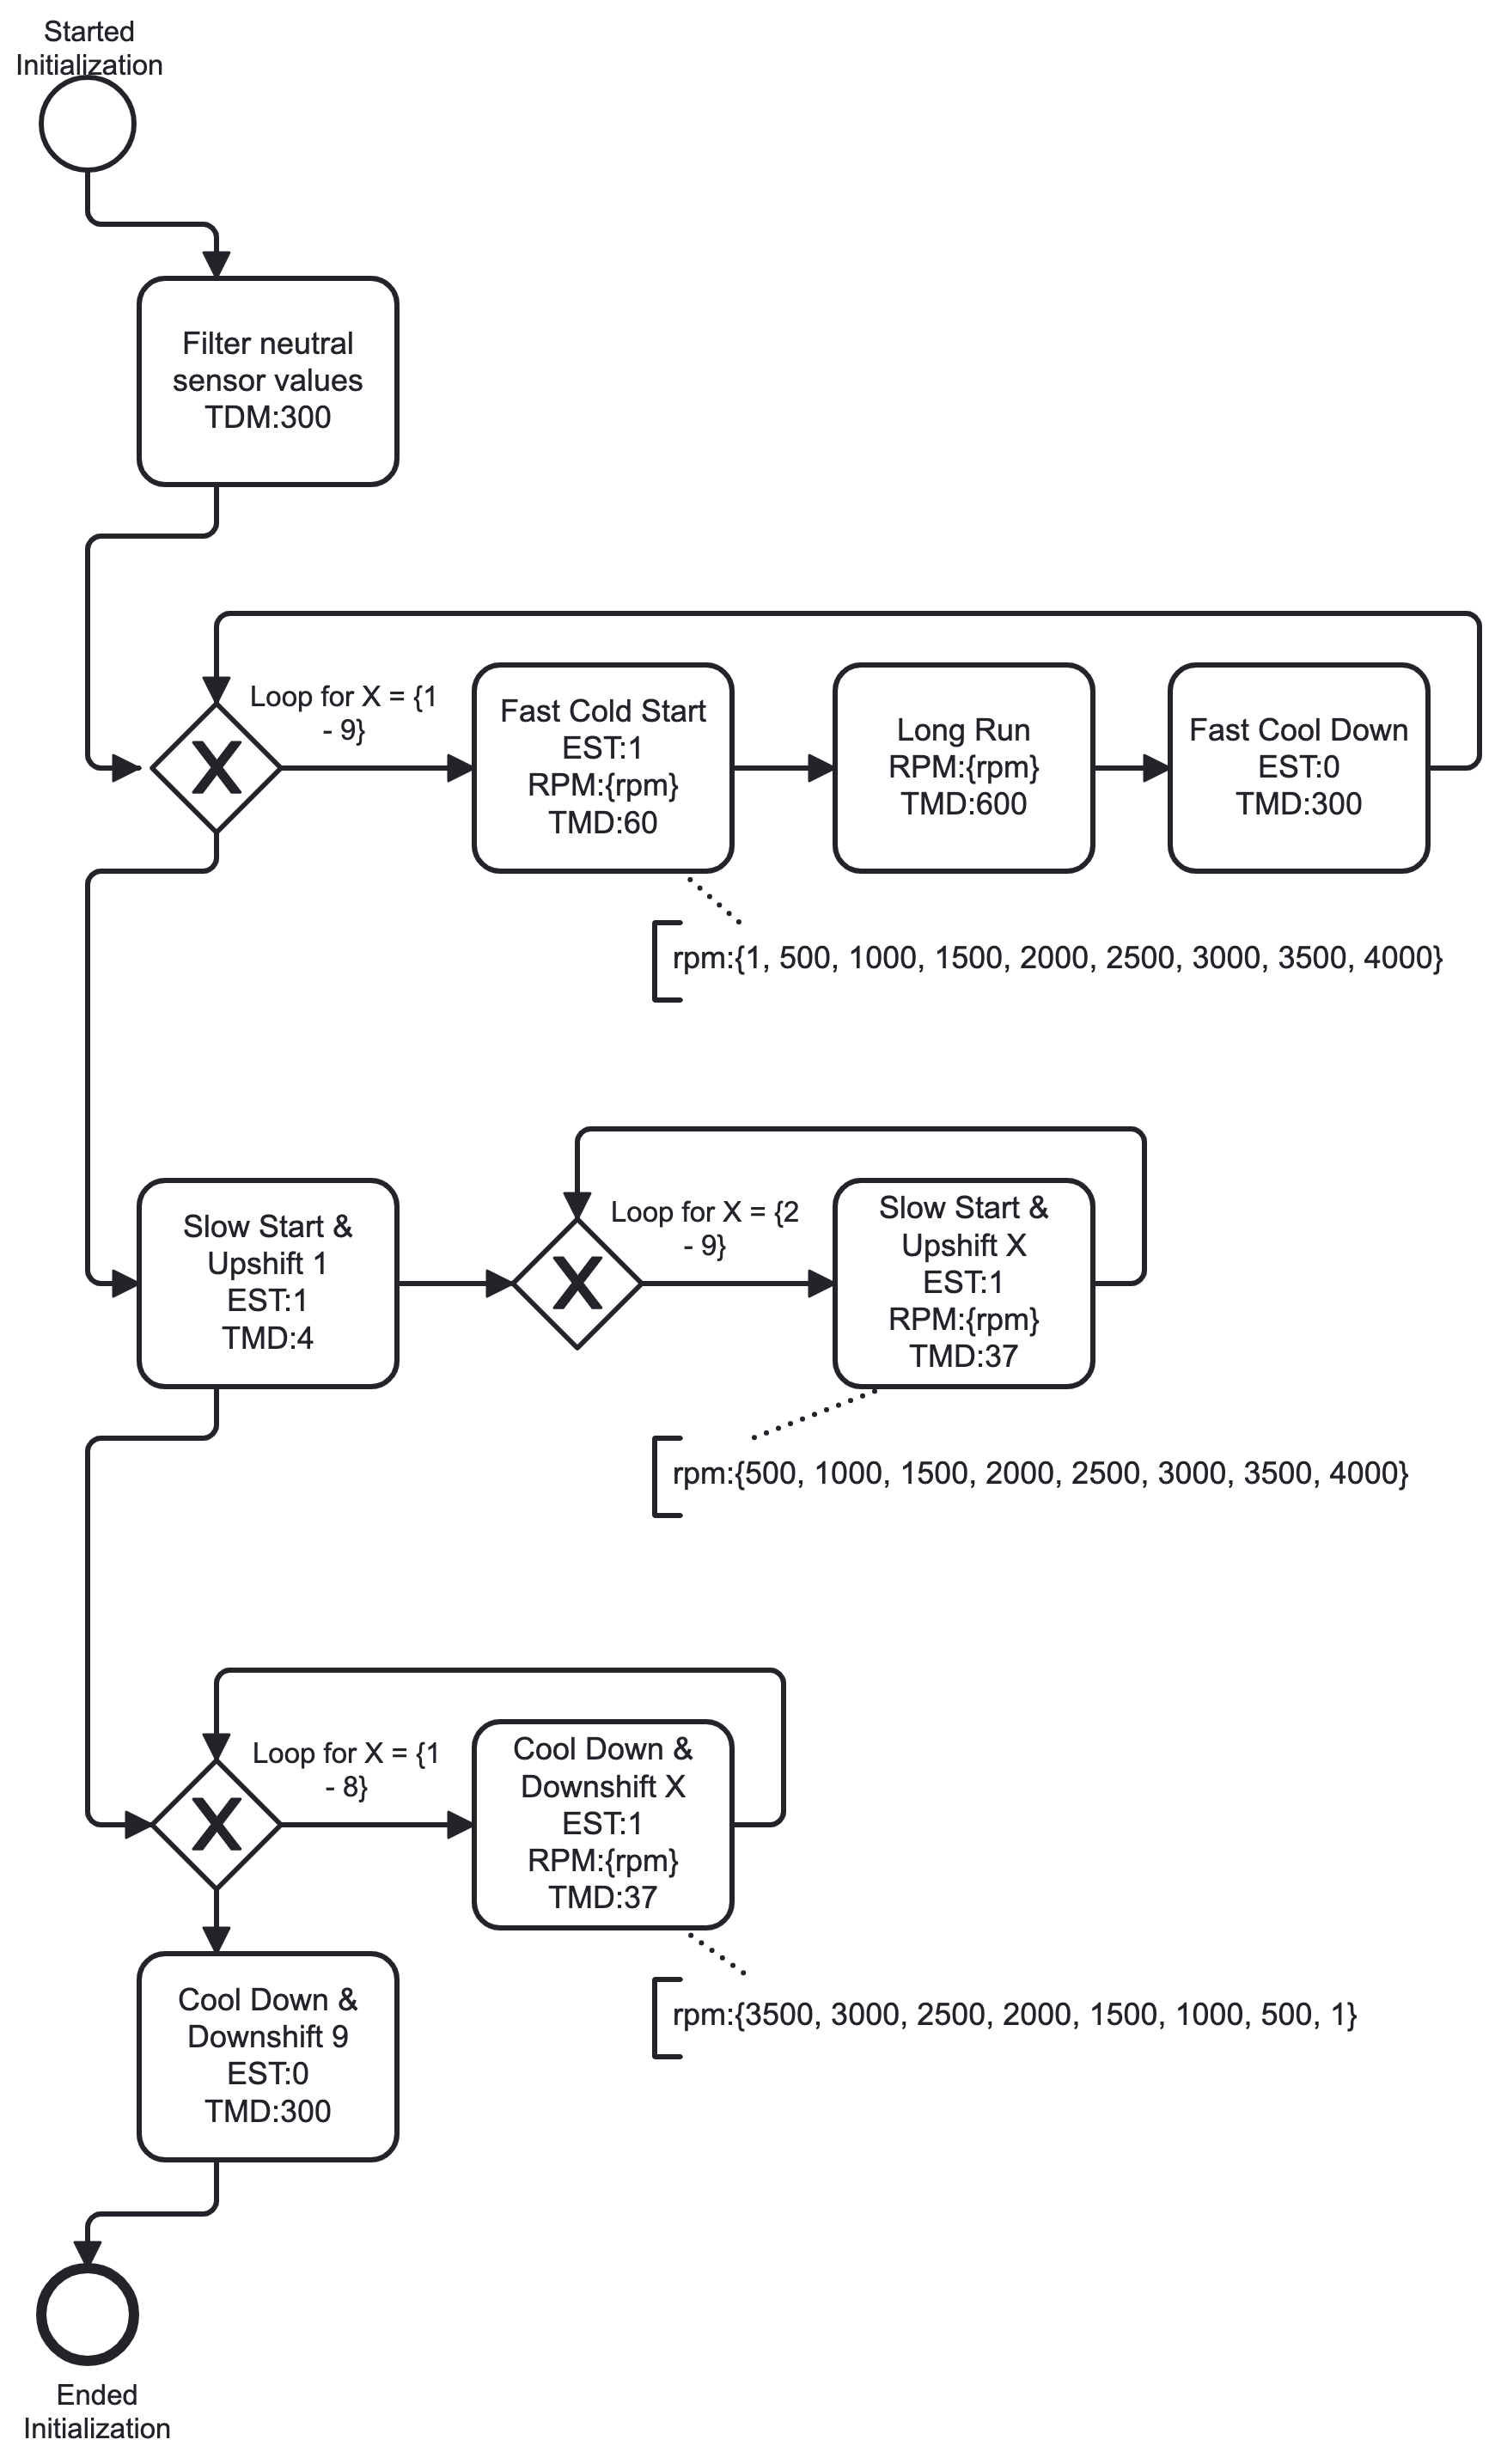 Started
Initialization
Filter neutral
sensor values
TDM:300
Loop for X = {1
- 9}
X
Fast Cold Start
EST:1
RPM:{rpm}
TMD:60
Long Run
RPM:{rpm}
TMD:600
Fast Cool Down
EST:0
TMD:300
rpm:{1, 500, 1000, 1500, 2000, 2500, 3000, 3500, 4000}
Slow Start &
Upshift 1
EST:1
TMD:4
Loop for X = {2
- 9}
X
Slow Start &
Upshift X
EST:1
RPM:{rpm}
TMD:37
rpm:{500, 1000, 1500, 2000, 2500, 3000, 3500, 4000}
Loop for X = {1
- 8}
X
Cool Down &
Downshift X
EST:1
RPM:{rpm}
TMD:37
rpm:{3500, 3000, 2500, 2000, 1500, 1000, 500, 1}
Cool Down &
Downshift 9
EST:0
TMD:300
Ended
Initialization